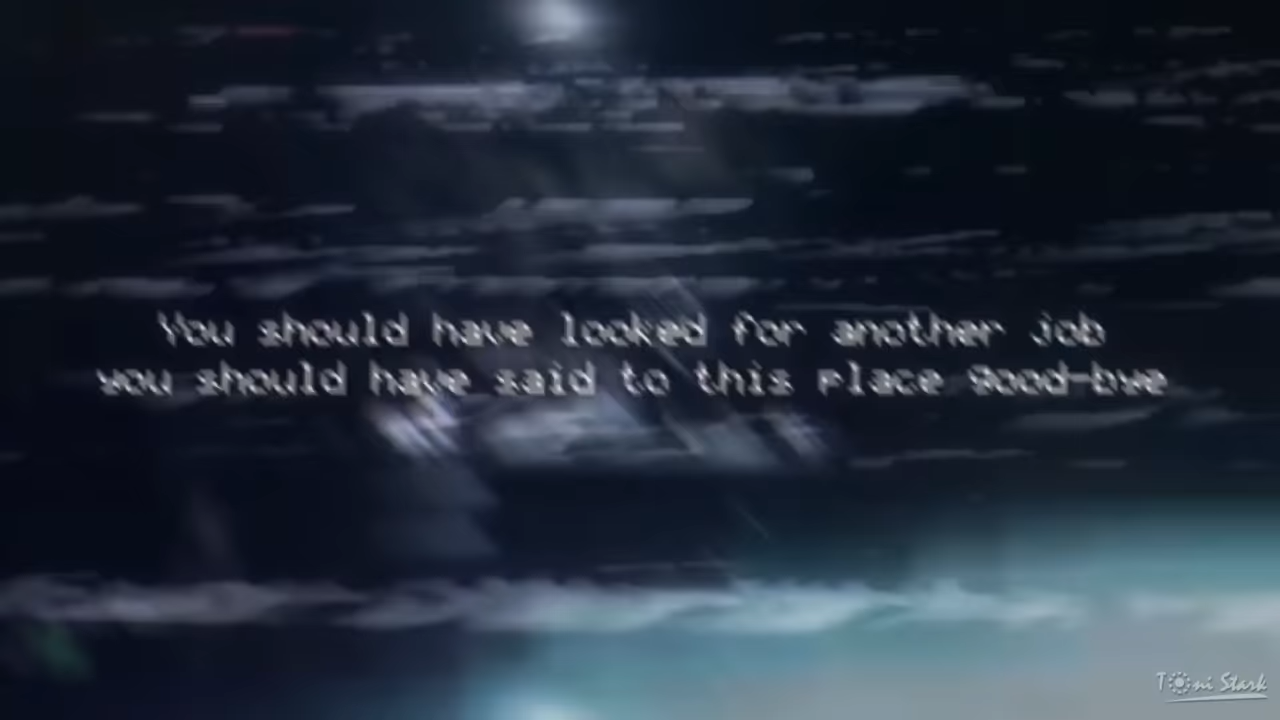 You should have looked for another job
you should have said to this place Good-bye
Toni Stark